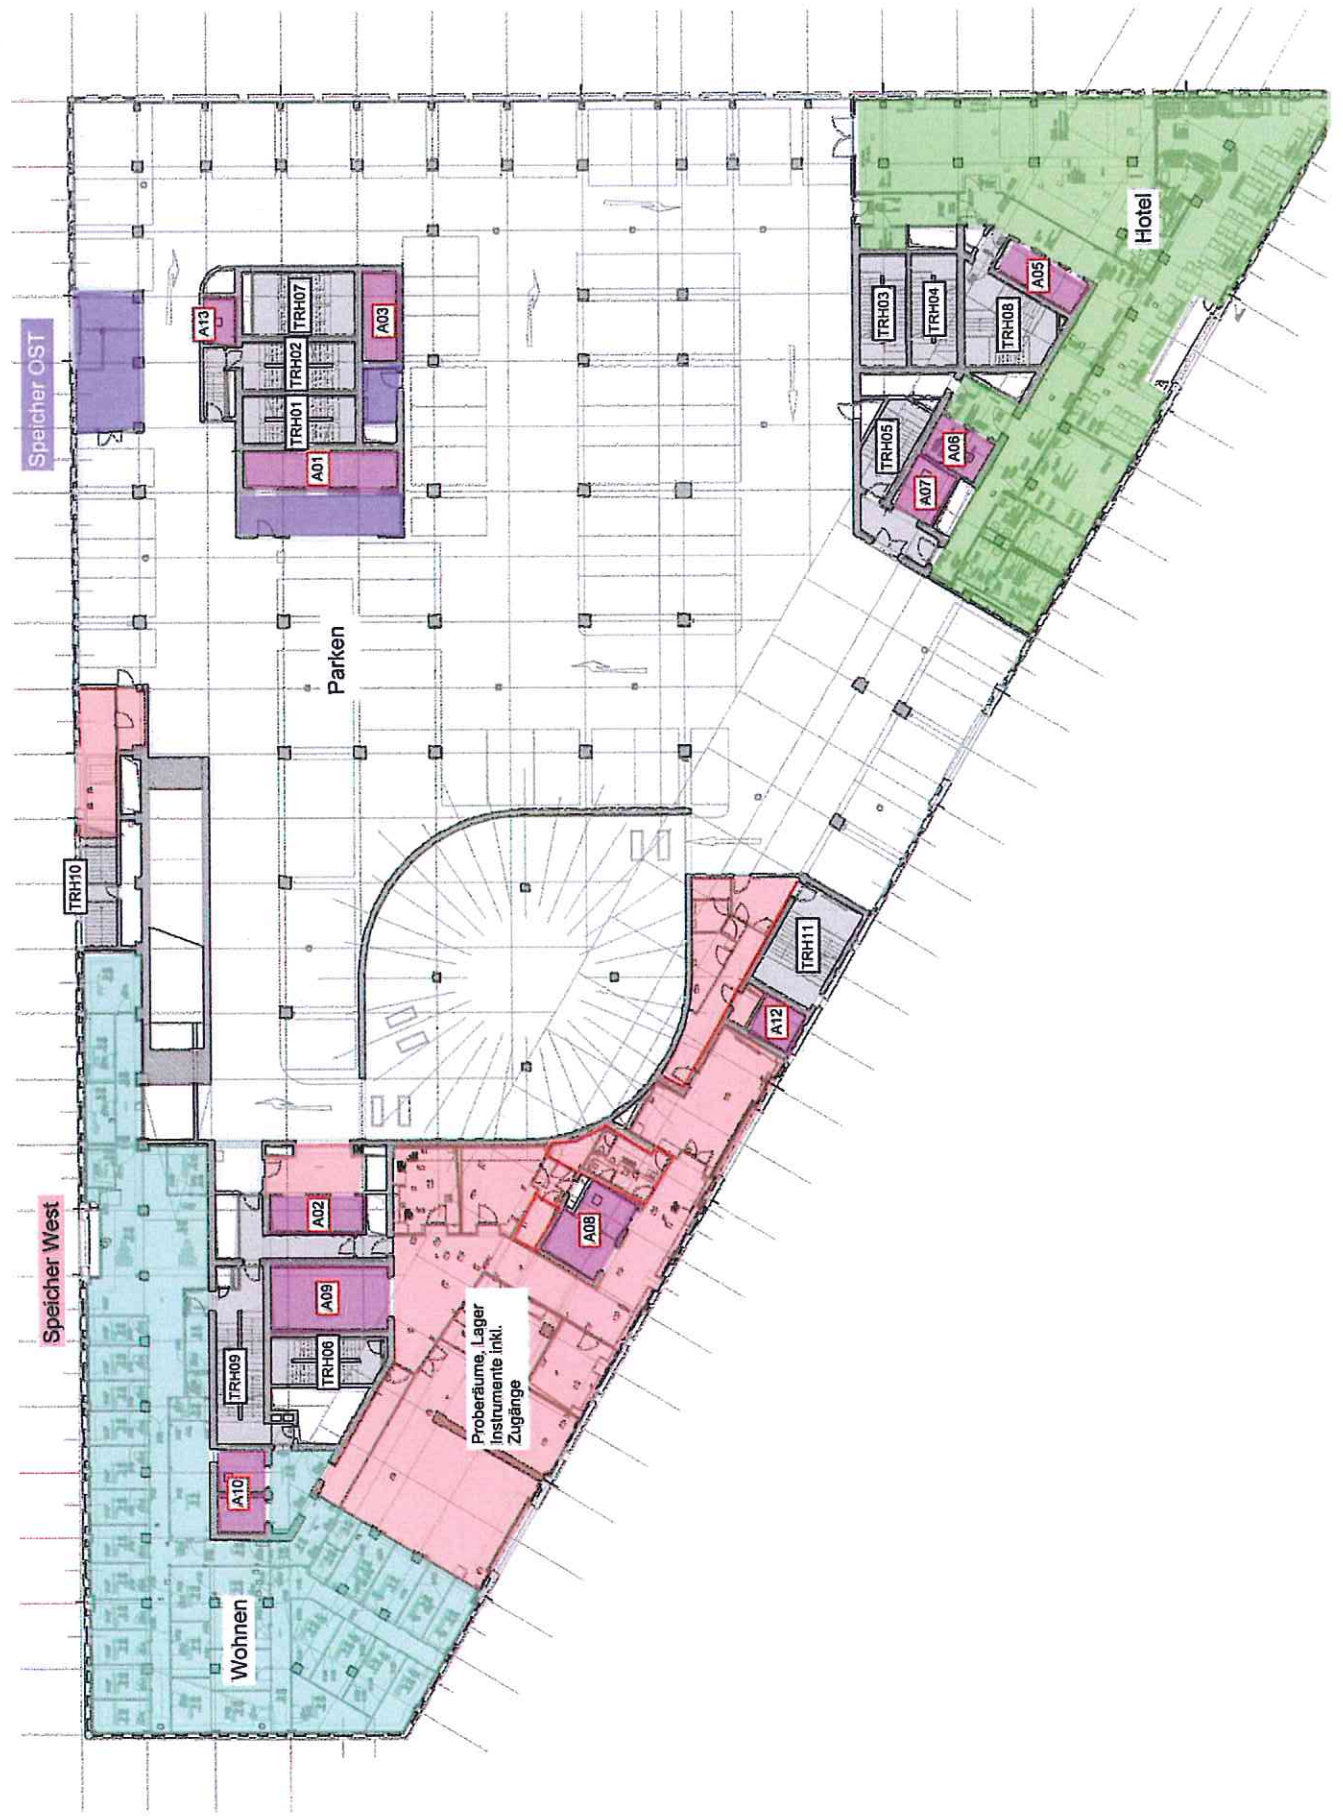 Speicher West
Speicher OST
TRH10
A13
TRH07
A03
TRH02
TRH01
A01
Parken
TRH03
TRH04
TRH08
A05
Hotel
TRH05
A06
A07
TRH11
A12
A02
A08
A09
TRH09
TRH06
A10
Proberäume, Lager
Instrumente inkl.
Zugänge
Wohnen